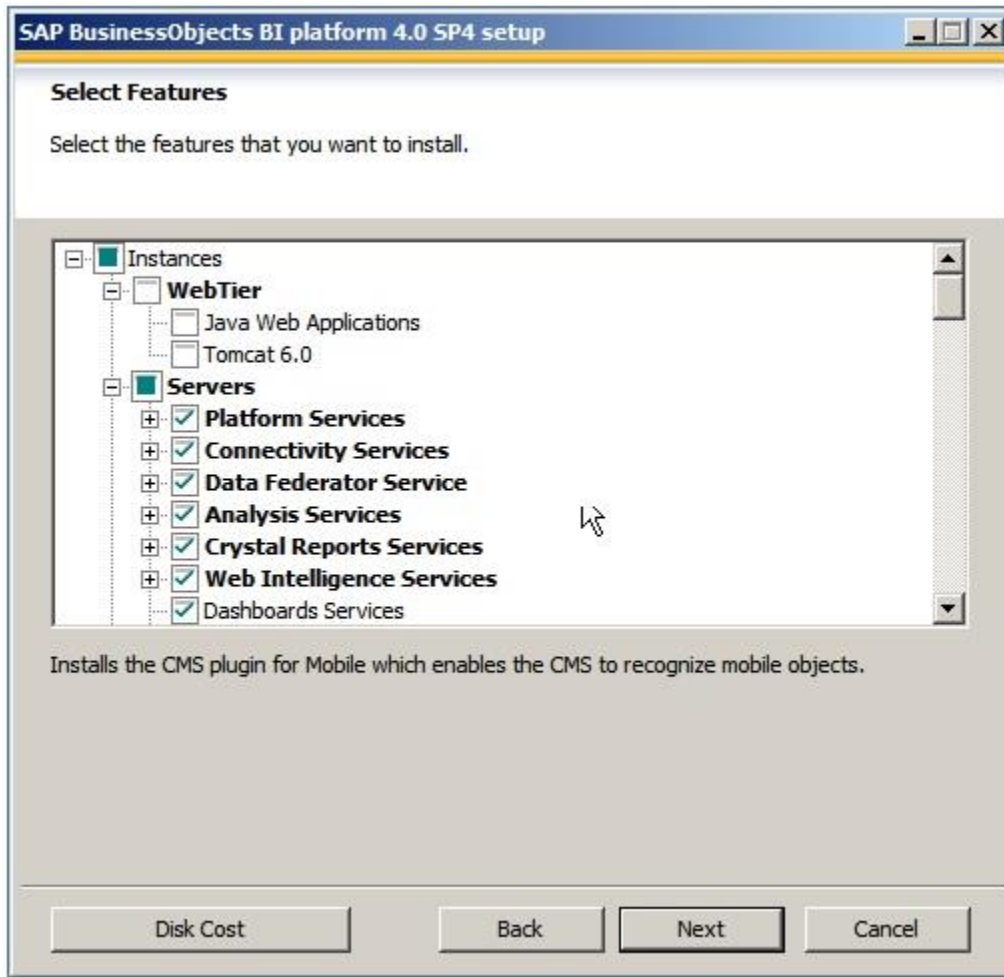 SAP BusinessObjects BI platform 4.0 SP4 setup
Select Features
Select the features that you want to install.
Instances
WebTier
Java Web Applications
Tomcat 6.0
Servers
Platform Services
Connectivity Services
Data Federator Service
Analysis Services
Crystal Reports Services
Web Intelligence Services
Dashboards Services
Installs the CMS plugin for Mobile which enables the CMS to recognize mobile objects.
Disk Cost Back Next Cancel